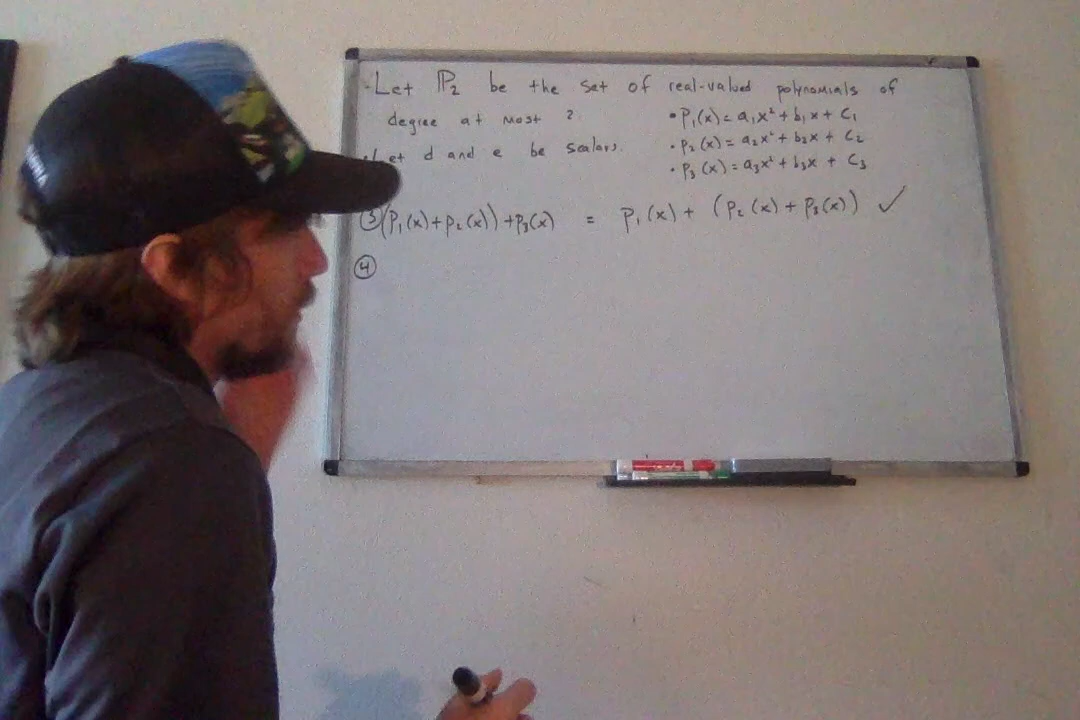 · Let ℙ₂ be the set of real-valued polynomials of
degree at most 2.
· Let d and e be scalars.
• P₁(x) = a₁x² + b₁x + C₁
• P₂(x) = a₂x² + b₂x + C₂
• P₃(x) = a₃x² + b₃x + C₃
③ (P₁(x)+P₂(x))+P₃(x) = P₁(x) + (P₂(x) + P₃(x)) ✓
④